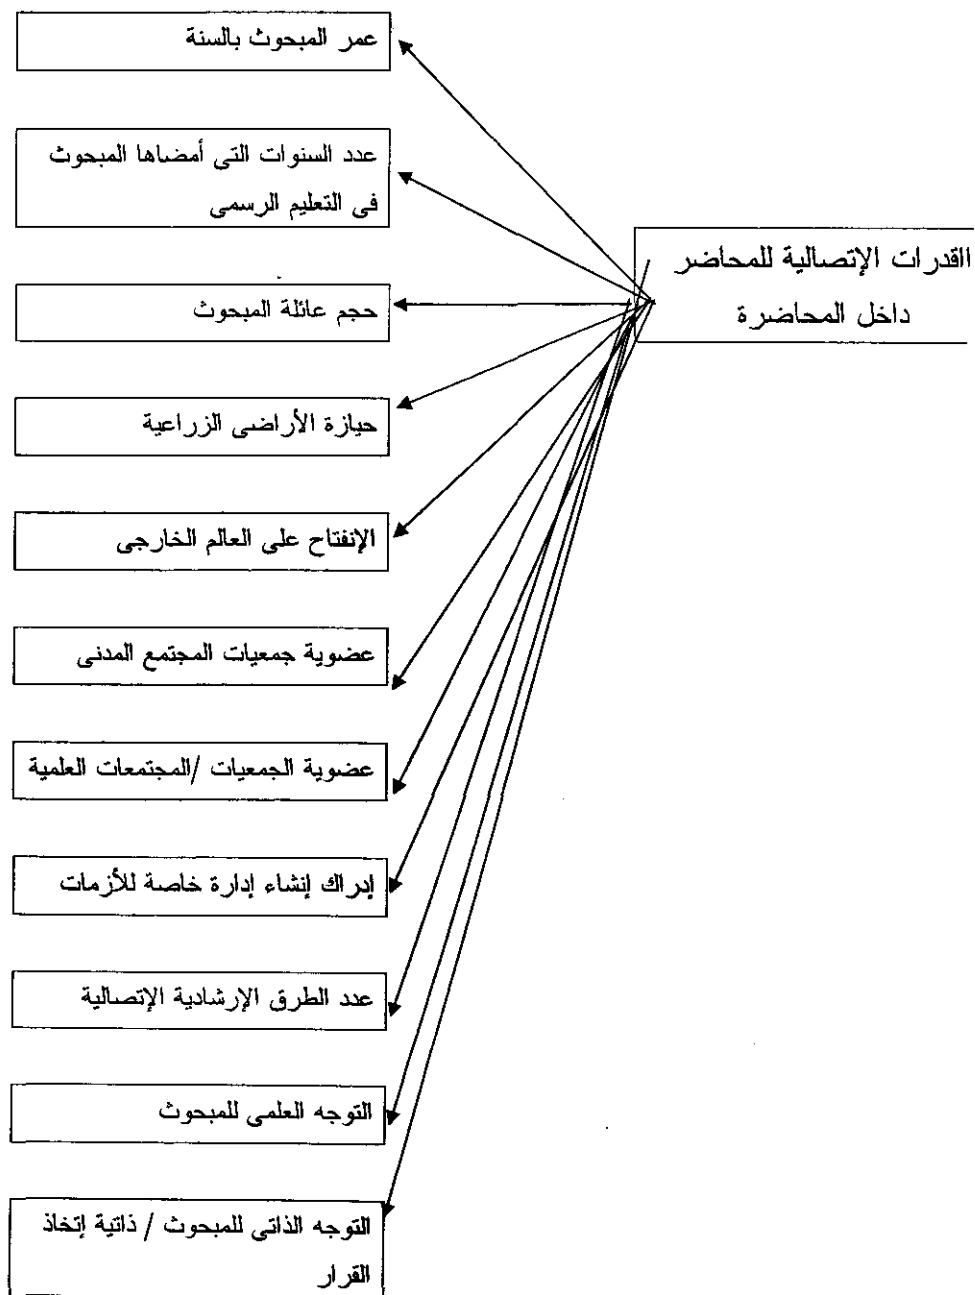 عمر المبحوث بالسنة
عدد السنوات التى أمضاها المبحوث
فى التعليم الرسمى
االقدرات الإتصالية للمحاضر
داخل المحاضرة
حجم عائلة المبحوث
حيازة الأراضى الزراعية
الإنفتاح على العالم الخارجى
عضوية جمعيات المجتمع المدنى
عضوية الجمعيات /المجتمعات العلمية
إدراك إنشاء إدارة خاصة للأزمات
عدد الطرق الإرشادية الإتصالية
التوجه العلمى للمبحوث
التوجه الذاتى للمبحوث / ذاتية إتخاذ
القرار